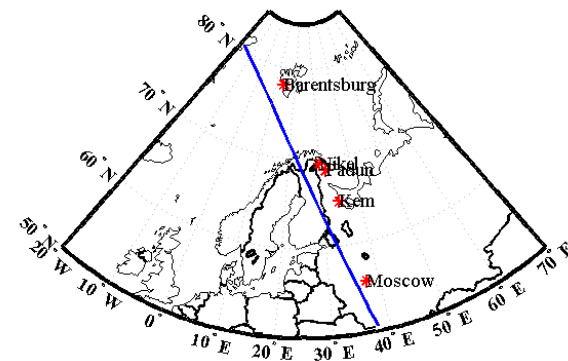 80° N
70° N
60° N
50° N
20° W
10° W
0°
10° E
20° E
30° E
40° E
50° E
60° E
70° E
Barentsburg
Nikel
Padun
Kem
Moscow